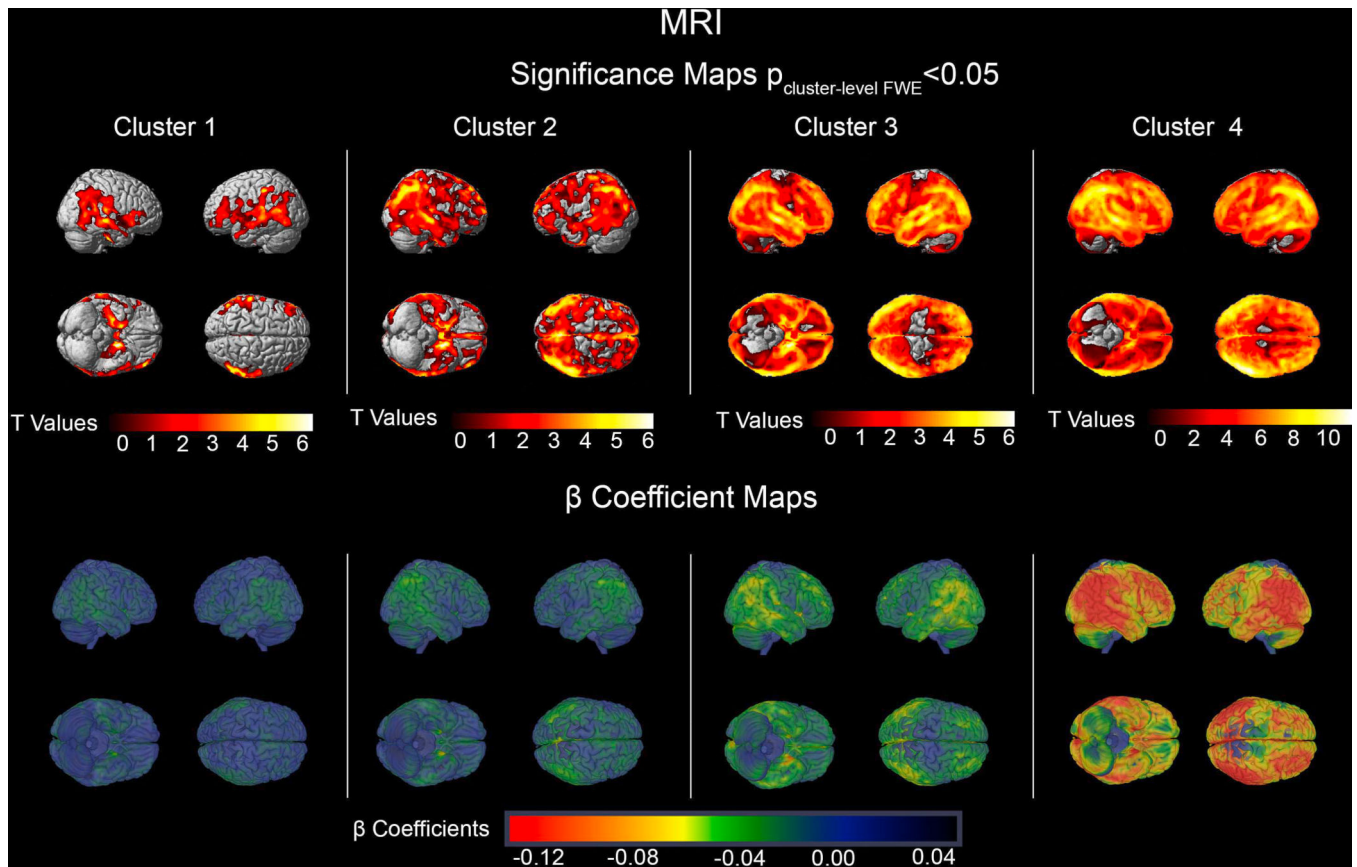 MRI
Significance Maps p cluster-level FWE<0.05
Cluster 1
Cluster 2
Cluster 3
Cluster 4
T Values 0 1 2 3 4 5 6
T Values 0 1 2 3 4 5 6
T Values 0 1 2 3 4 5 6
T Values 0 2 4 6 8 10
β Coefficient Maps
β Coefficients
-0.12 -0.08 -0.04 0.00 0.04